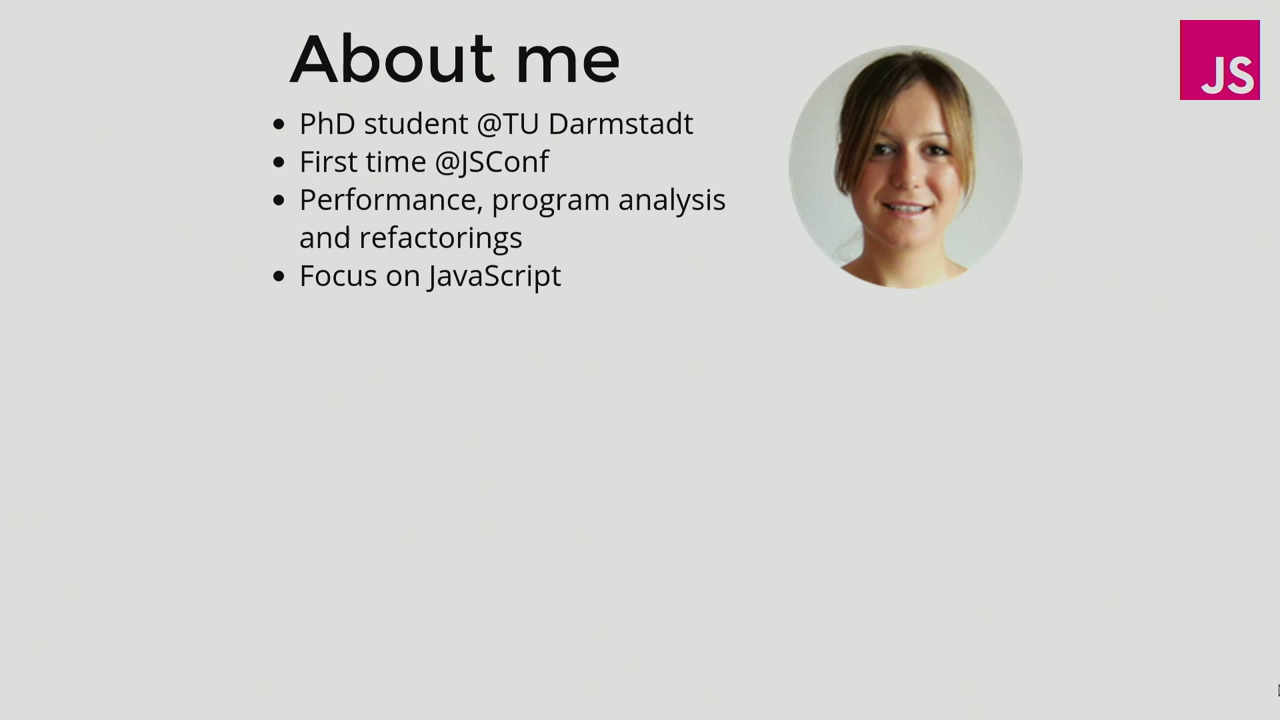 About me
JS
PhD student @TU Darmstadt
First time @JSConf
Performance, program analysis
and refactorings
Focus on JavaScript